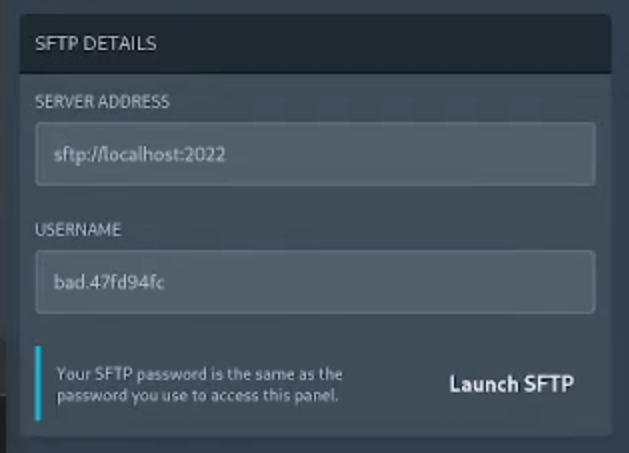 SFTP DETAILS
SERVER ADDRESS
sftp://localhost:2022
USERNAME
bad.47fd94fc
Your SFTP password is the same as the
password you use to access this panel.
Launch SFTP